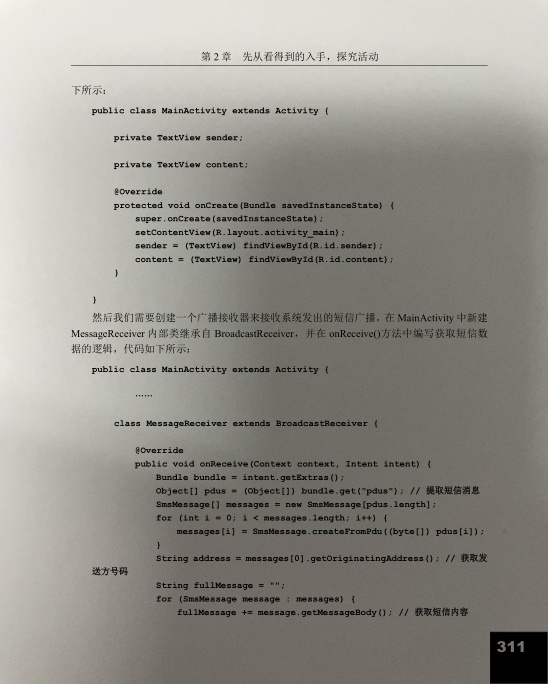 第 2 章 先从看得到的入手，探究活动
下所示：
public class MainActivity extends Activity {
private TextView sender;
private TextView content;
@Override
protected void onCreate(Bundle savedInstanceState) {
super.onCreate(savedInstanceState);
setContentView(R.layout.activity_main);
sender = (TextView) findViewById(R.id.sender);
content = (TextView) findViewById(R.id.content);
}
}
然后我们需要创建一个广播接收器来接收系统发出的短信广播。在 MainActivity 中新建
MessageReceiver 内部类继承自 BroadcastReceiver，并在 onReceive()方法中编写获取短信数
据的逻辑，代码如下所示：
public class MainActivity extends Activity {
……
class MessageReceiver extends BroadcastReceiver {
@Override
public void onReceive(Context context, Intent intent) {
Bundle bundle = intent.getExtras();
Object[] pdus = (Object[]) bundle.get("pdus"); // 提取短信消息
SmsMessage[] messages = new SmsMessage[pdus.length];
for (int i = 0; i < messages.length; i++) {
messages[i] = SmsMessage.createFromPdu((byte[]) pdus[i]);
}
String address = messages[0].getOriginatingAddress(); // 获取发
送方号码
String fullMessage = "";
for (SmsMessage message : messages) {
fullMessage += message.getMessageBody(); // 获取短信内容
311